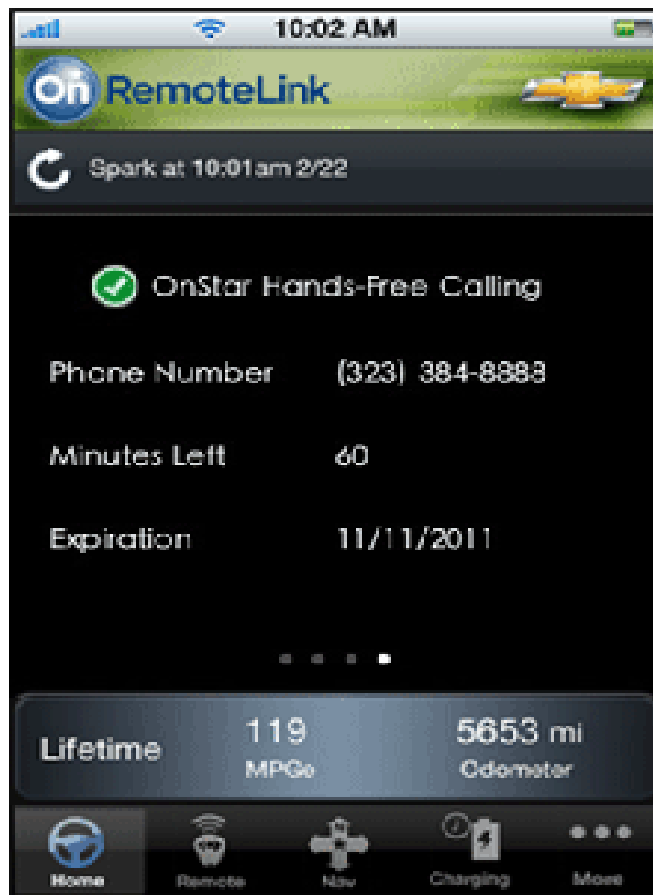 10:02 AM
On RemoteLink
Spark at 10:01am 2/22
OnStar Hands-Free Calling
Phone Number (323) 384-8888
Minutes Left 60
Expiration 11/11/2011
Lifetime 119 MPGe 5653 mi Odometer
Home Remote Nav Charging More